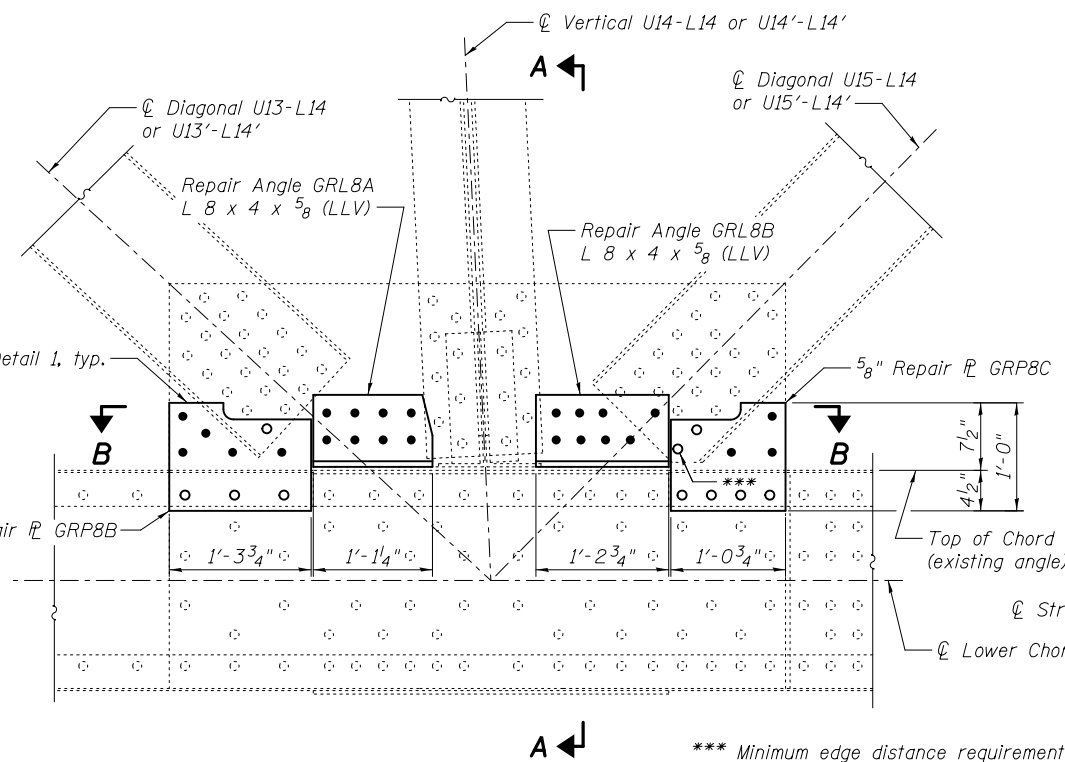 ℄ Vertical U14-L14 or U14'-L14'
A
℄ Diagonal U13-L14
or U13'-L14'
℄ Diagonal U15-L14
or U15'-L14'
Repair Angle GRL8A
L 8 x 4 x 5/8 (LLV)
Repair Angle GRL8B
L 8 x 4 x 5/8 (LLV)
Detail 1, typ.
5/8" Repair ⅊ GRP8C
B
B
7 1/2"
4 1/2"
1'-0"
***
⅊ GRP8B
1'-3 3/4"
1'-1 1/4"
1'-2 3/4"
1'-0 3/4"
Top of Chord
(existing angle)
℄
℄ Lower
A
*** Minimum edge distance requirement